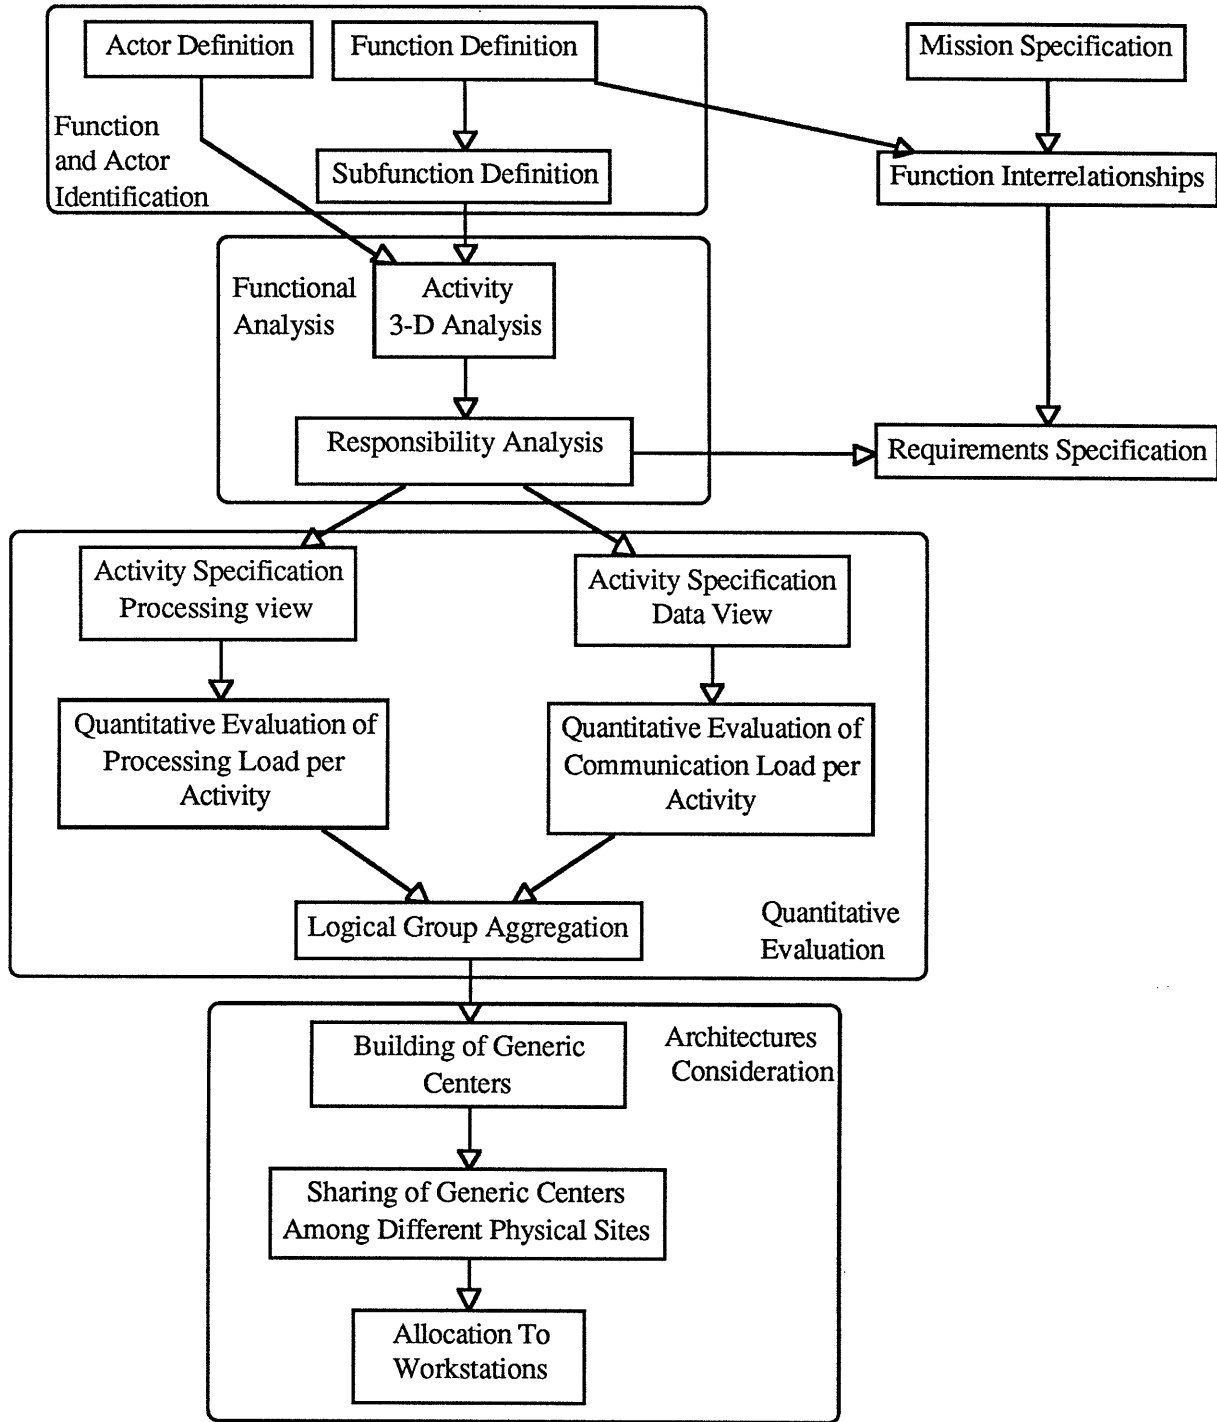 Actor Definition
Function Definition
Mission Specification
Function
and Actor
Identification
Subfunction Definition
Function Interrelationships
Functional
Analysis
Activity
3-D Analysis
Responsibility Analysis
Requirements Specification
Activity Specification
Processing view
Activity Specification
Data View
Quantitative Evaluation of
Processing Load per
Activity
Quantitative Evaluation of
Communication Load per
Activity
Logical Group Aggregation
Quantitative
Evaluation
Building of Generic
Centers
Architectures
Consideration
Sharing of Generic Centers
Among Different Physical Sites
Allocation To
Workstations